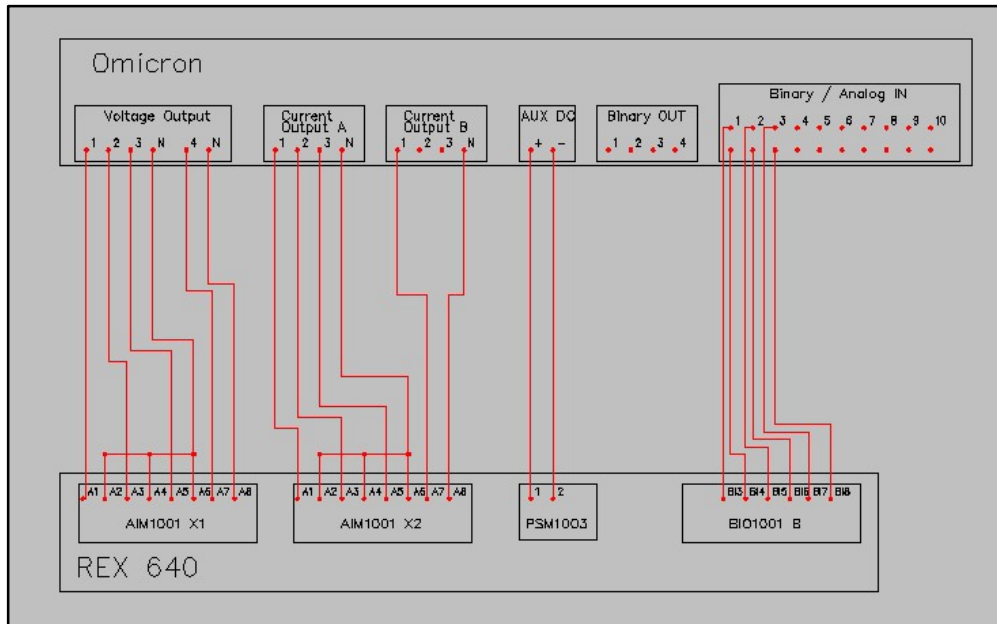 Omicron
Voltage Output
1 2 3 N 4 N
Current
Output A
1 2 3 N
Current
Output B
1 2 3 N
AUX DC
+ -
Binary OUT
1 2 3 4
Binary / Analog IN
1 2 3 4 5 6 7 8 9 10
A1 A2 A3 A4 A5 A6 A7 A8
AIM1001 X1
A1 A2 A3 A4 A5 A6 A7 A8
AIM1001 X2
1 2
PSM1003
BI3 BI4 BI5 BI6 BI7 BI8
BIO1001 B
REX 640